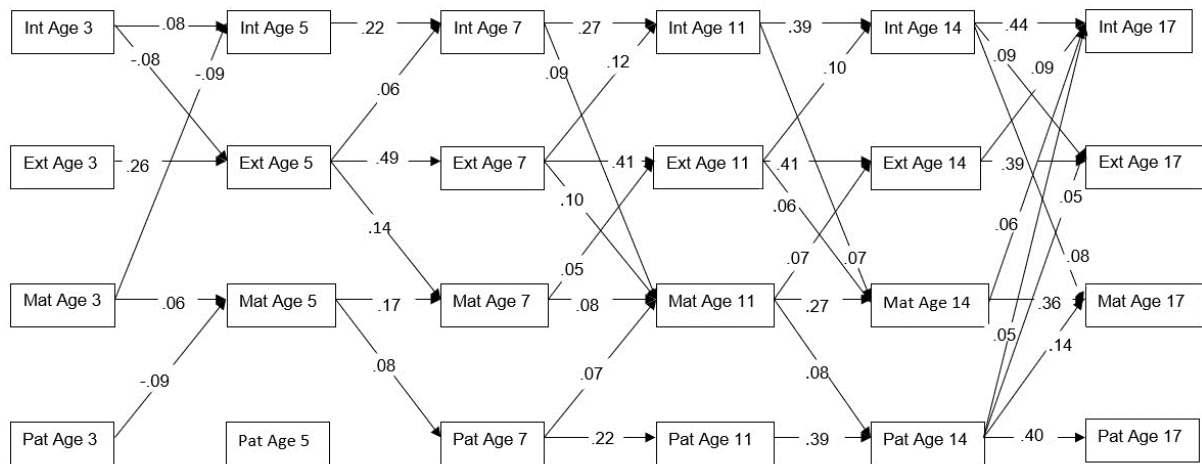 Int Age 3 .08 Int Age 5 .22 Int Age 7 .27 Int Age 11 .39 Int Age 14 .44 Int Age 17
-.08 -.09 .09 .12 .09 .09
.06 .10
Ext Age 3 .26 Ext Age 5 .49 Ext Age 7 .41 Ext Age 11 .41 Ext Age 14 .39 Ext Age 17
.10 .06 .05
.14 .06
.05 .07 .07 .08
Mat Age 3 .06 Mat Age 5 .17 Mat Age 7 .08 Mat Age 11 .27 Mat Age 14 .36 Mat Age 17
.05 .14
-.09 .08 .07 .08
Pat Age 3 Pat Age 5 Pat Age 7 .22 Pat Age 11 .39 Pat Age 14 .40 Pat Age 17